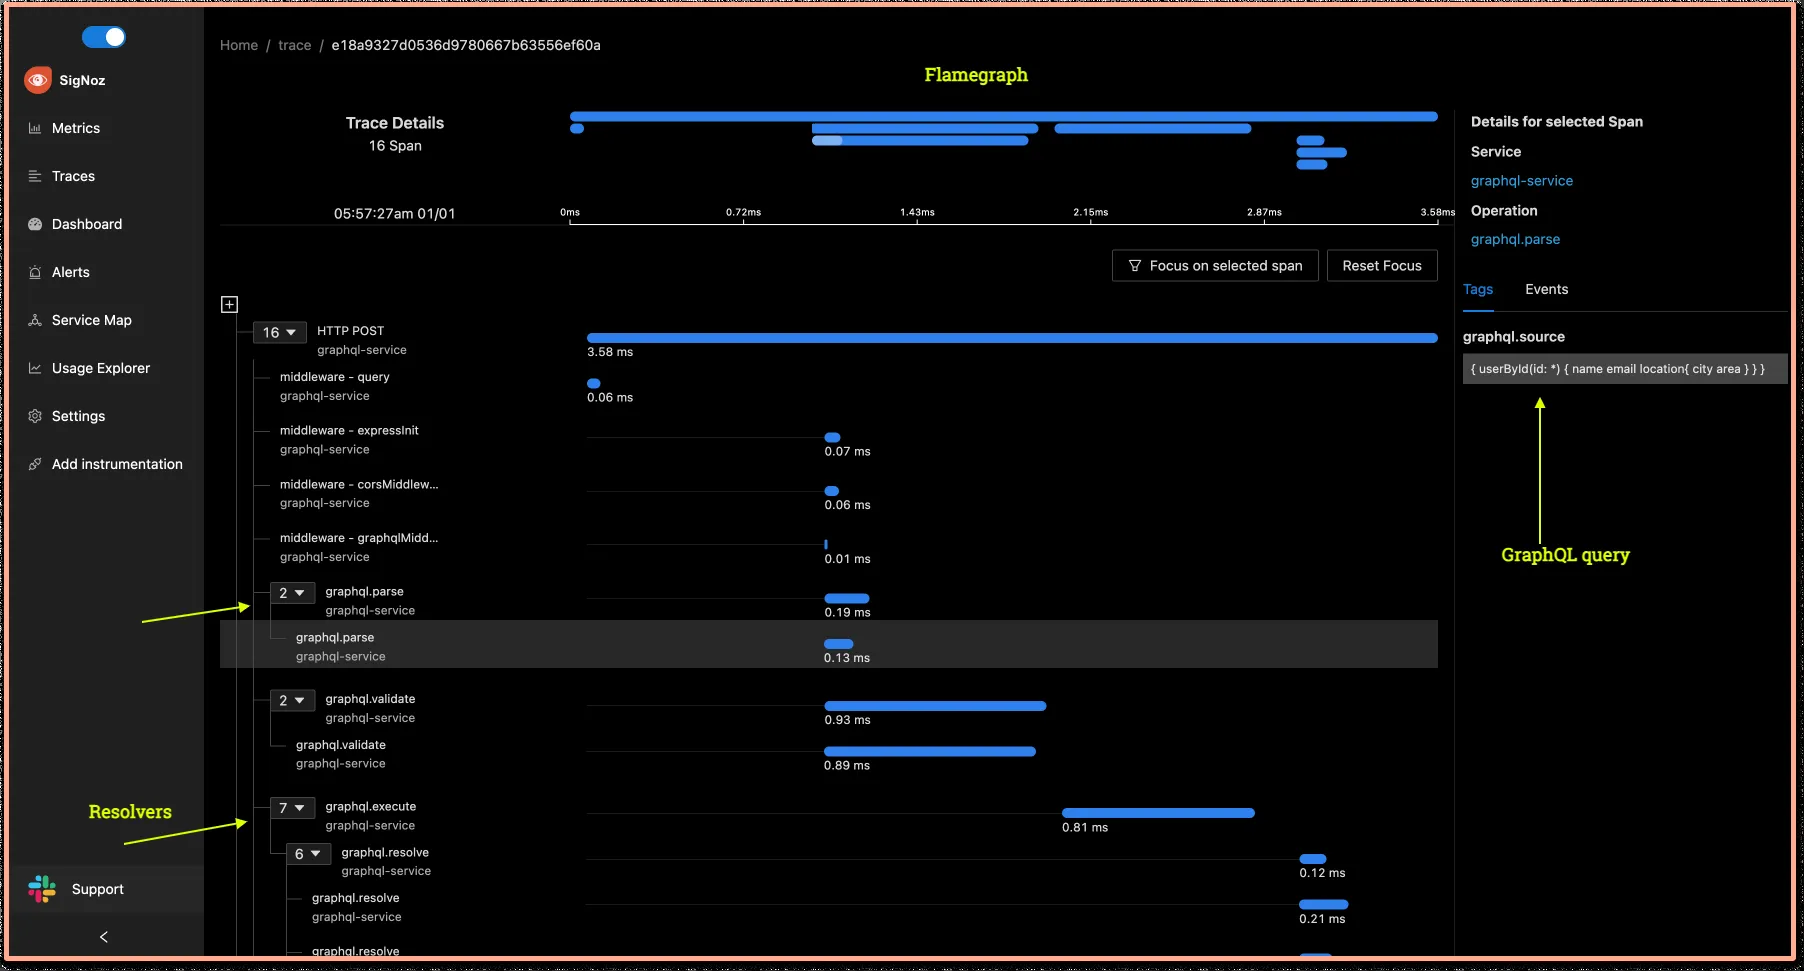 SigNoz
Metrics
Traces
Dashboard
Alerts
Service Map
Usage Explorer
Settings
Add instrumentation
Resolvers
Support
Home / trace / e18a9327d0536d9780667b63556ef60a
Flamegraph
Trace Details
16 Span
05:57:27am 01/01
0ms 0.72ms 1.43ms 2.15ms 2.87ms 3.58ms
Focus on selected span Reset Focus
16 HTTP POST
graphql-service
3.58 ms
middleware - query
graphql-service
0.06 ms
middleware - expressInit
graphql-service
0.07 ms
middleware - corsMiddlew...
graphql-service
0.06 ms
middleware - graphqlMidd...
graphql-service
0.01 ms
2 graphql.parse
graphql-service
0.19 ms
graphql.parse
graphql-service
0.13 ms
2 graphql.validate
graphql-service
0.93 ms
graphql.validate
graphql-service
0.89 ms
7 graphql.execute
graphql-service
0.81 ms
6 graphql.resolve
graphql-service
0.12 ms
graphql.resolve
graphql-service
0.21 ms
graphql.resolve
Details for selected Span
Service
graphql-service
Operation
graphql.parse
Tags Events
graphql.source
{ userById(id: *) { name email location{ city area } } }
GraphQL query